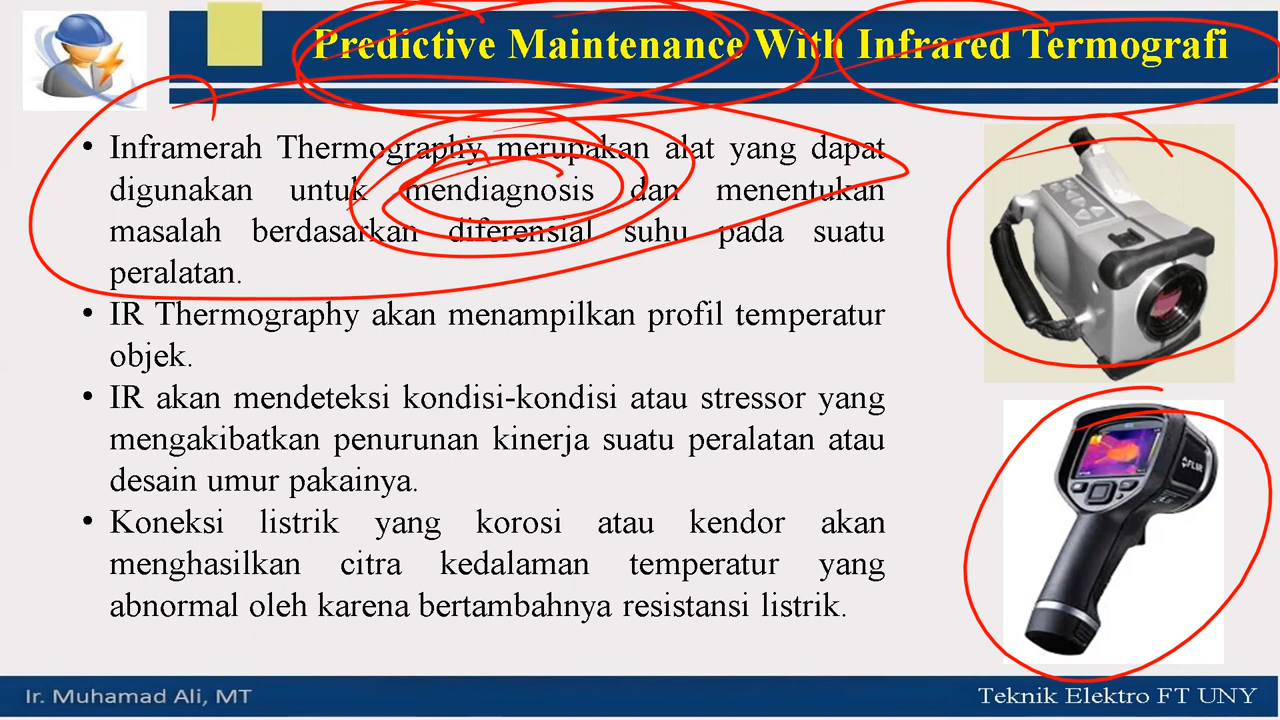 Predictive Maintenance With Infrared Termografi
• Inframerah Thermography merupakan alat yang dapat
digunakan untuk mendiagnosis dan menentukan
masalah berdasarkan diferensial suhu pada suatu
peralatan.
• IR Thermography akan menampilkan profil temperatur
objek.
• IR akan mendeteksi kondisi-kondisi atau stressor yang
mengakibatkan penurunan kinerja suatu peralatan atau
desain umur pakainya.
• Koneksi listrik yang korosi atau kendor akan
menghasilkan citra kedalaman temperatur yang
abnormal oleh karena bertambahnya resistansi listrik.
FLIR
Ir. Muhamad Ali, MT
Teknik Elektro FT UNY